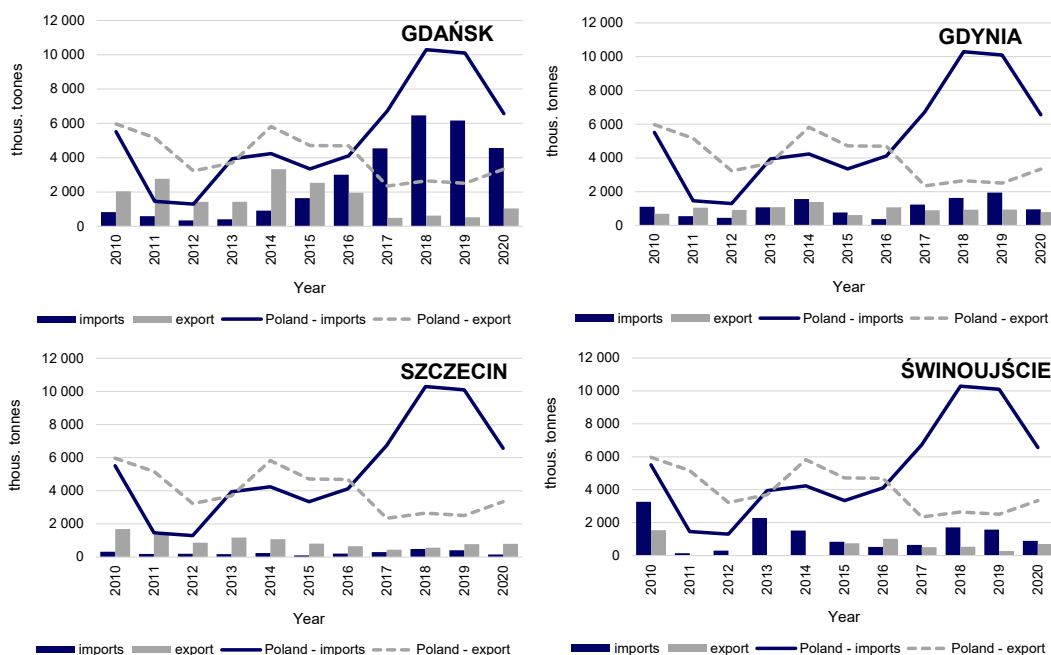 GDAŃSK
thous. toonnes
12 000
10 000
8 000
6 000
4 000
2 000
0
2010 2011 2012 2013 2014 2015 2016 2017 2018 2019 2020
Year
imports export Poland - imports Poland - export
GDYNIA
thous. tonnes
12 000
10 000
8 000
6 000
4 000
2 000
0
2010 2011 2012 2013 2014 2015 2016 2017 2018 2019 2020
Year
imports export Poland - imports Poland - export
SZCZECIN
thous. tonnes
12 000
10 000
8 000
6 000
4 000
2 000
0
2010 2011 2012 2013 2014 2015 2016 2017 2018 2019 2020
Year
imports export Poland - imports Poland - export
ŚWINOUJŚCIE
thous. tonnes
12 000
10 000
8 000
6 000
4 000
2 000
0
2010 2011 2012 2013 2014 2015 2016 2017 2018 2019 2020
Year
imports export Poland - imports Poland - export